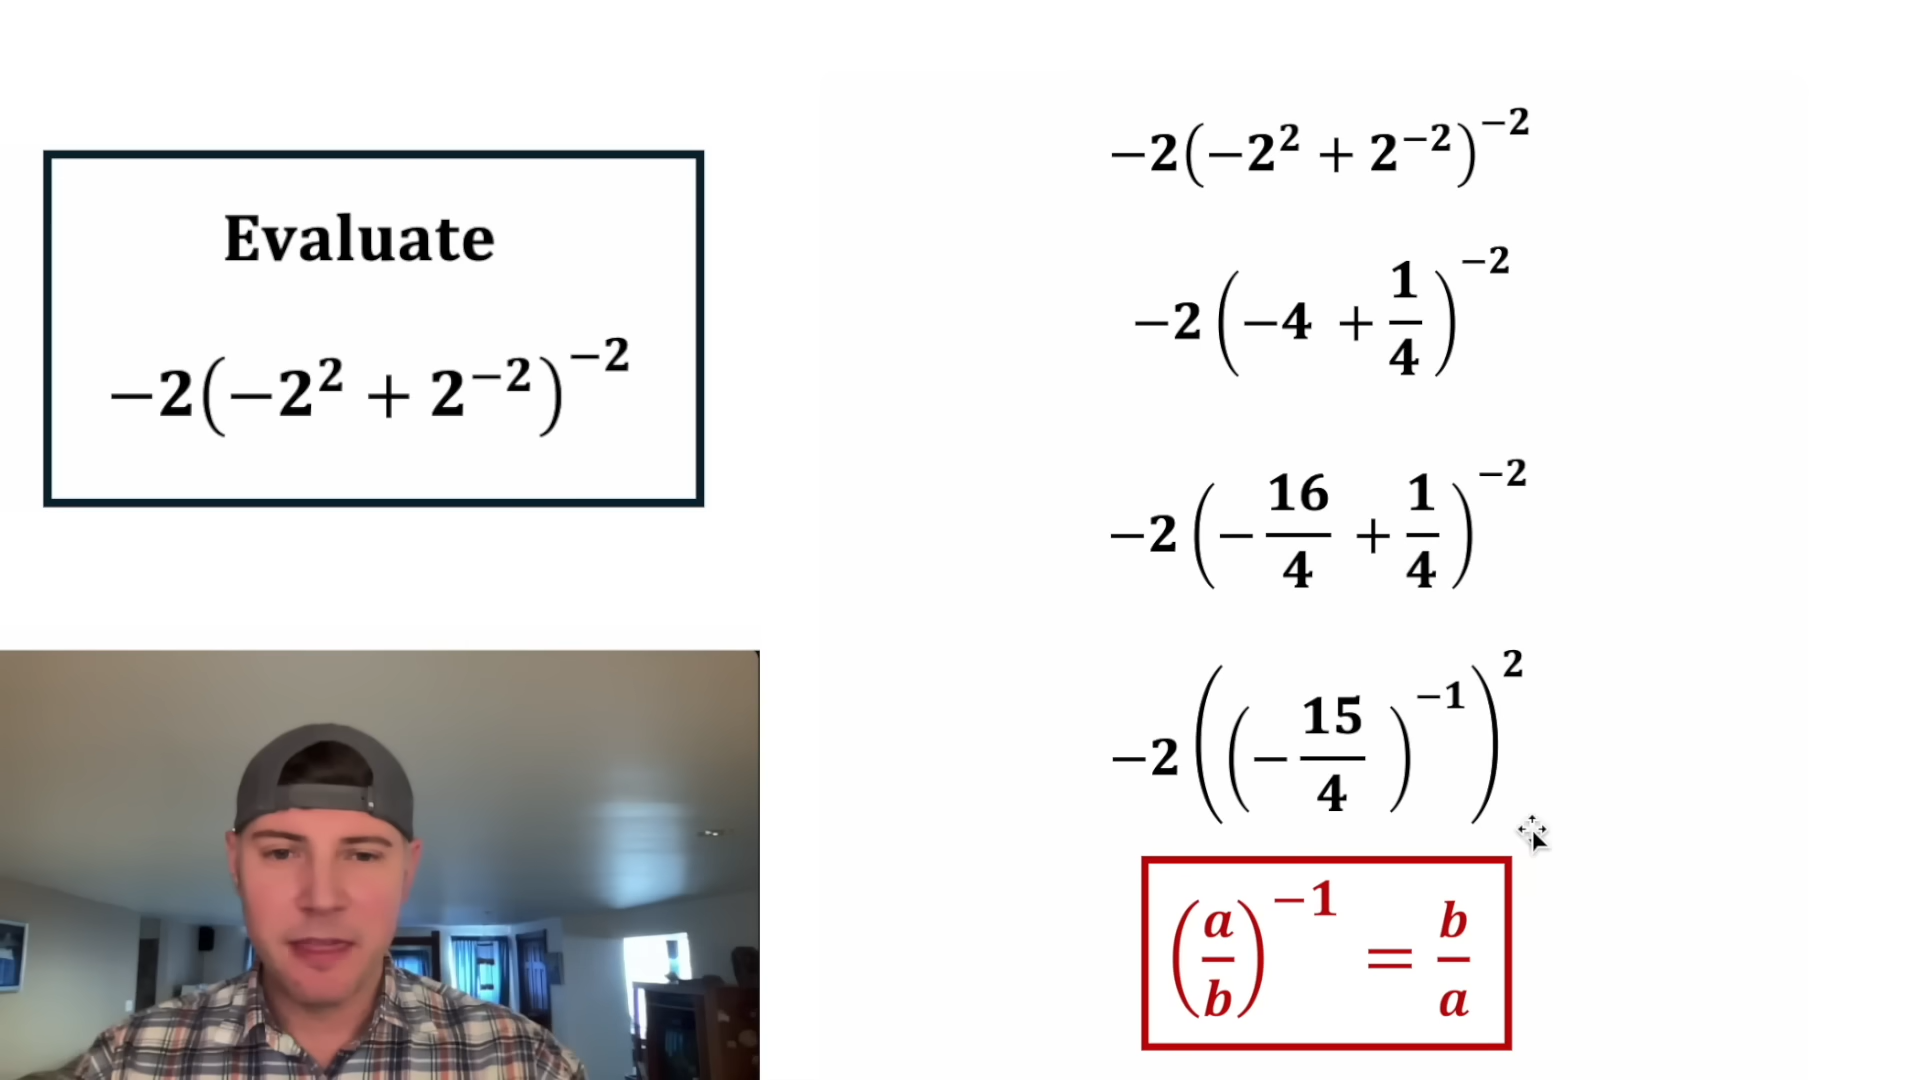 Evaluate
−2(−2² + 2⁻²)⁻²
−2(−2² + 2⁻²)⁻²
−2(−4 + 1/4)⁻²
−2(−16/4 + 1/4)⁻²
−2((−15/4)⁻¹)²
(a/b)⁻¹ = b/a